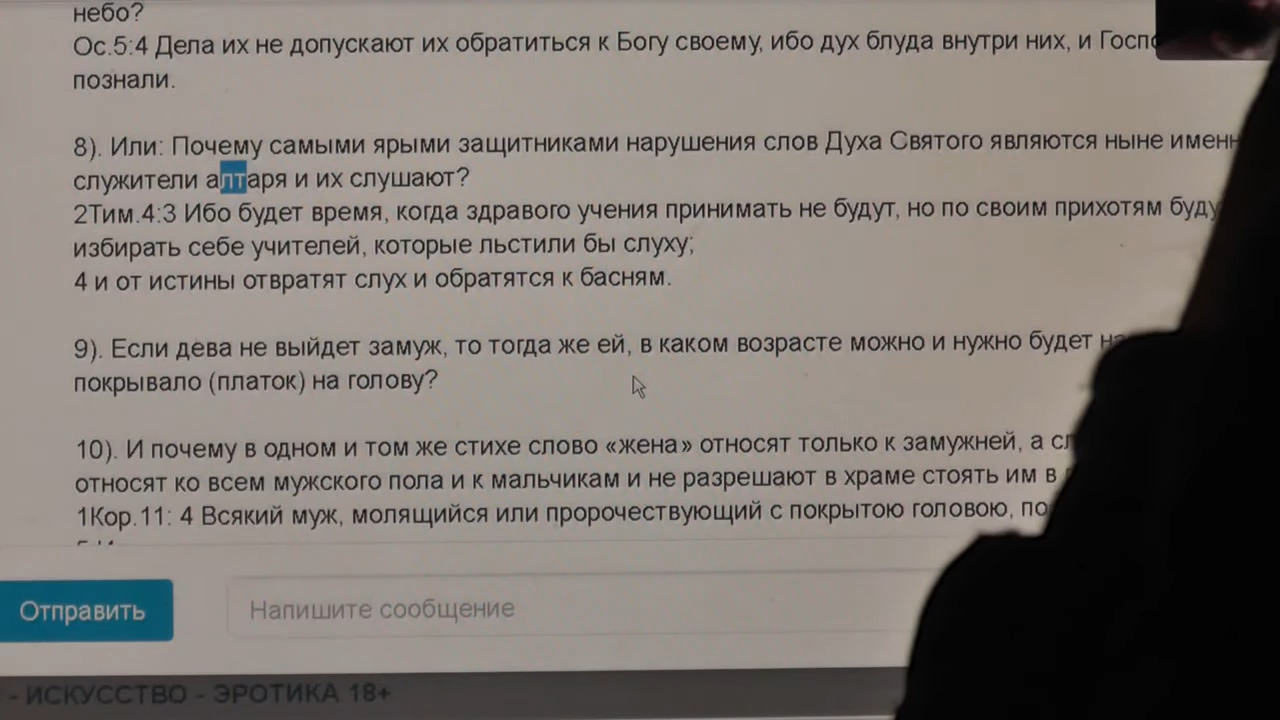 небо?
Ос.5:4 Дела их не допускают их обратиться к Богу своему, ибо дух блуда внутри них, и
познали.
8). Или: Почему самыми ярыми защитниками нарушения слов Духа Святого являются ныне
служители алтаря и их слушают?
2Тим.4:3 Ибо будет время, когда здравого учения принимать не будут, но по своим прихотям
избирать себе учителей, которые льстили бы слуху;
4 и от истины отвратят слух и обратятся к басням.
9). Если дева не выйдет замуж, то тогда же ей, в каком возрасте можно и нужно будет
покрывало (платок) на голову?
10). И почему в одном и том же стихе слово «жена» относят только к замужней, а
относят ко всем мужского пола и к мальчикам и не разрешают в храме стоять им в
1Кор.11: 4 Всякий муж, молящийся или пророчествующий с покрытою головою,
Отправить
Напишите сообщение
- ИСКУССТВО - ЭРОТИКА 18+